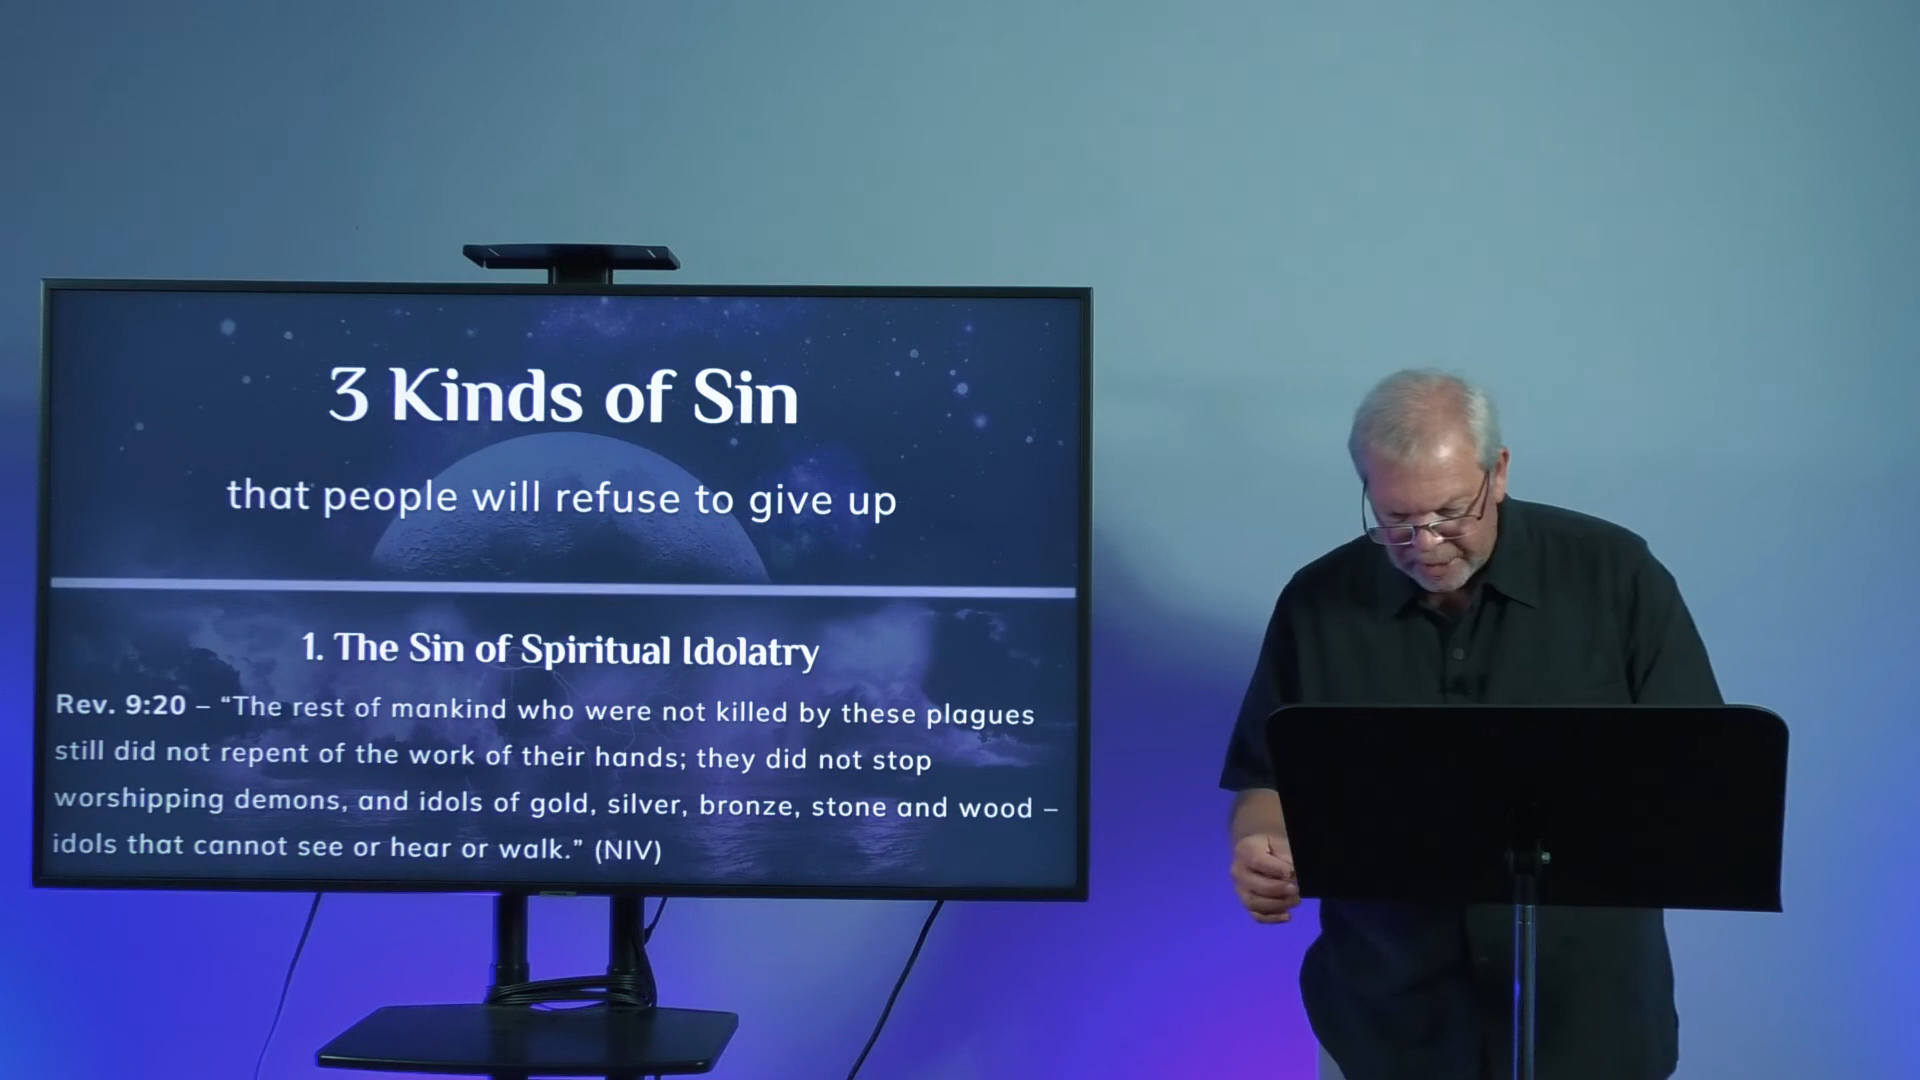 3 Kinds of Sin
that people will refuse to give up
1. The Sin of Spiritual Idolatry
Rev. 9:20 – “The rest of mankind who were not killed by these plagues
still did not repent of the work of their hands; they did not stop
worshipping demons, and idols of gold, silver, bronze, stone and wood –
idols that cannot see or hear or walk.” (NIV)